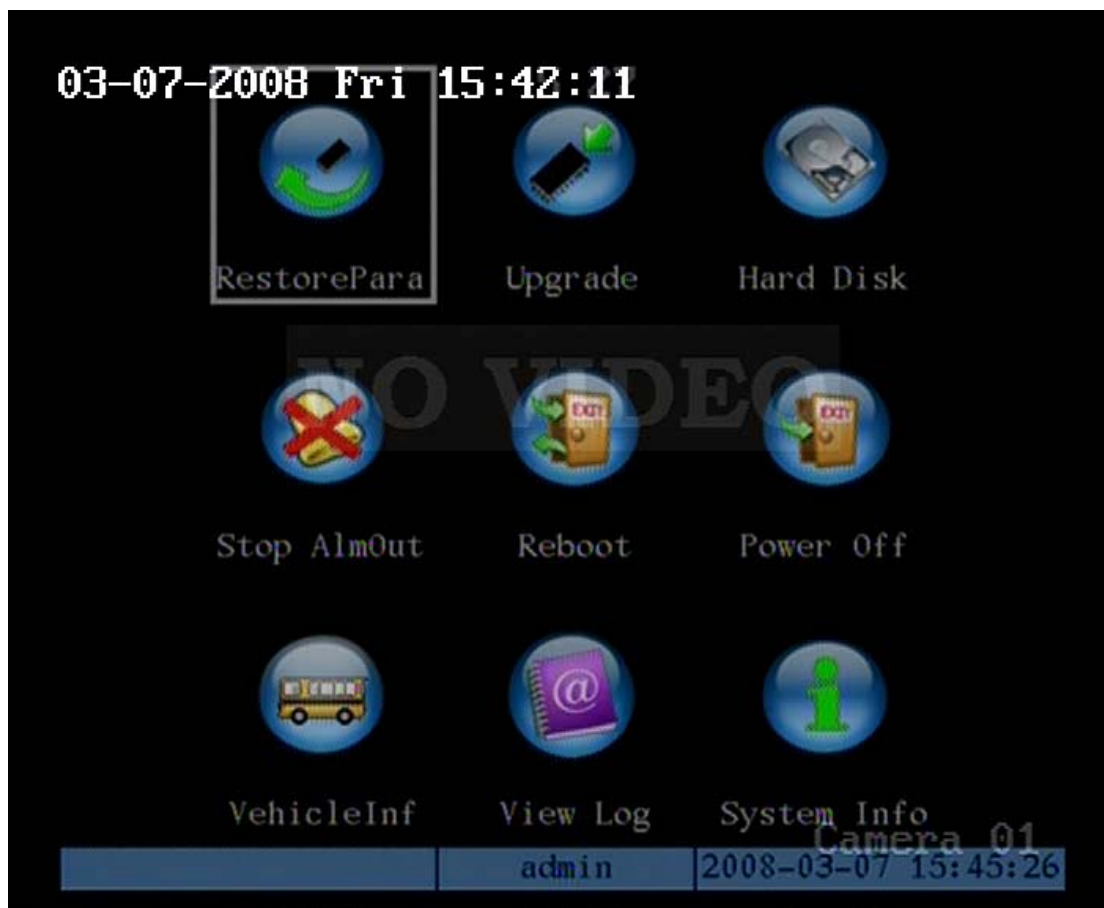 03-07-2008 Fri 15:42:11
RestorePara Upgrade Hard Disk
NO VIDEO
EXIT EXIT
Stop AlmOut Reboot Power Off
@
VehicleInf View Log System Info
Camera 01
admin 2008-03-07 15:45:26